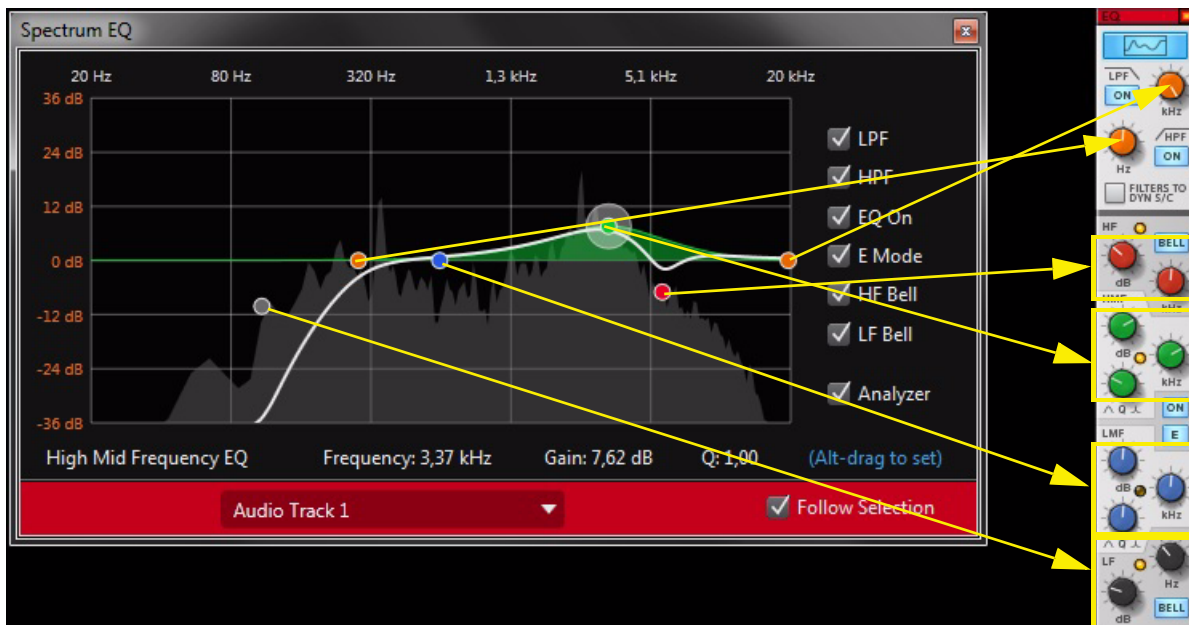 Spectrum EQ
20 Hz 80 Hz 320 Hz 1,3 kHz 5,1 kHz 20 kHz
36 dB
24 dB
12 dB
0 dB
-12 dB
-24 dB
-36 dB
LPF
HPF
EQ On
E Mode
HF Bell
LF Bell
Analyzer
High Mid Frequency EQ Frequency: 3,37 kHz Gain: 7,62 dB Q: 1,00 (Alt-drag to set)
Audio Track 1 Follow Selection
EQ
LPF
ON
kHz
HPF
Hz
ON
FILTERS TO
DYN S/C
HF
BELL
dB
HMF
kHz
dB
kHz
Q
ON
LMF
E
dB
kHz
Q
LF
Hz
BELL
dB